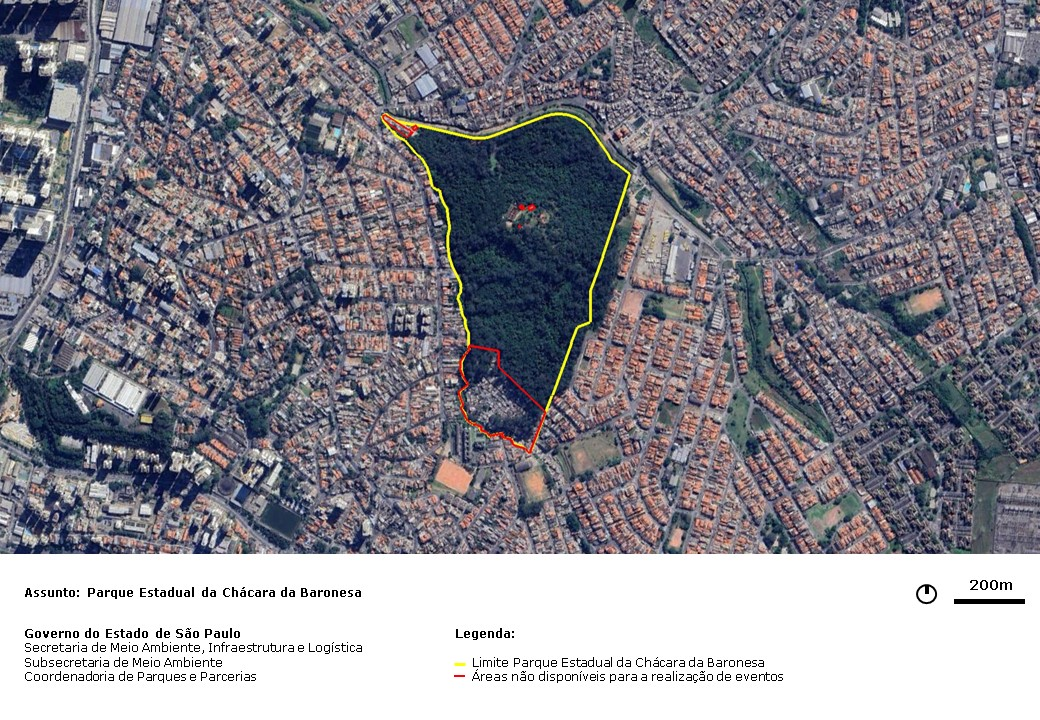 Assunto: Parque Estadual da Chácara da Baronesa
200m
Governo do Estado de São Paulo
Secretaria de Meio Ambiente, Infraestrutura e Logística
Subsecretaria de Meio Ambiente
Coordenadoria de Parques e Parcerias
Legenda:
Limite Parque Estadual da Chácara da Baronesa
Áreas não disponíveis para a realização de eventos